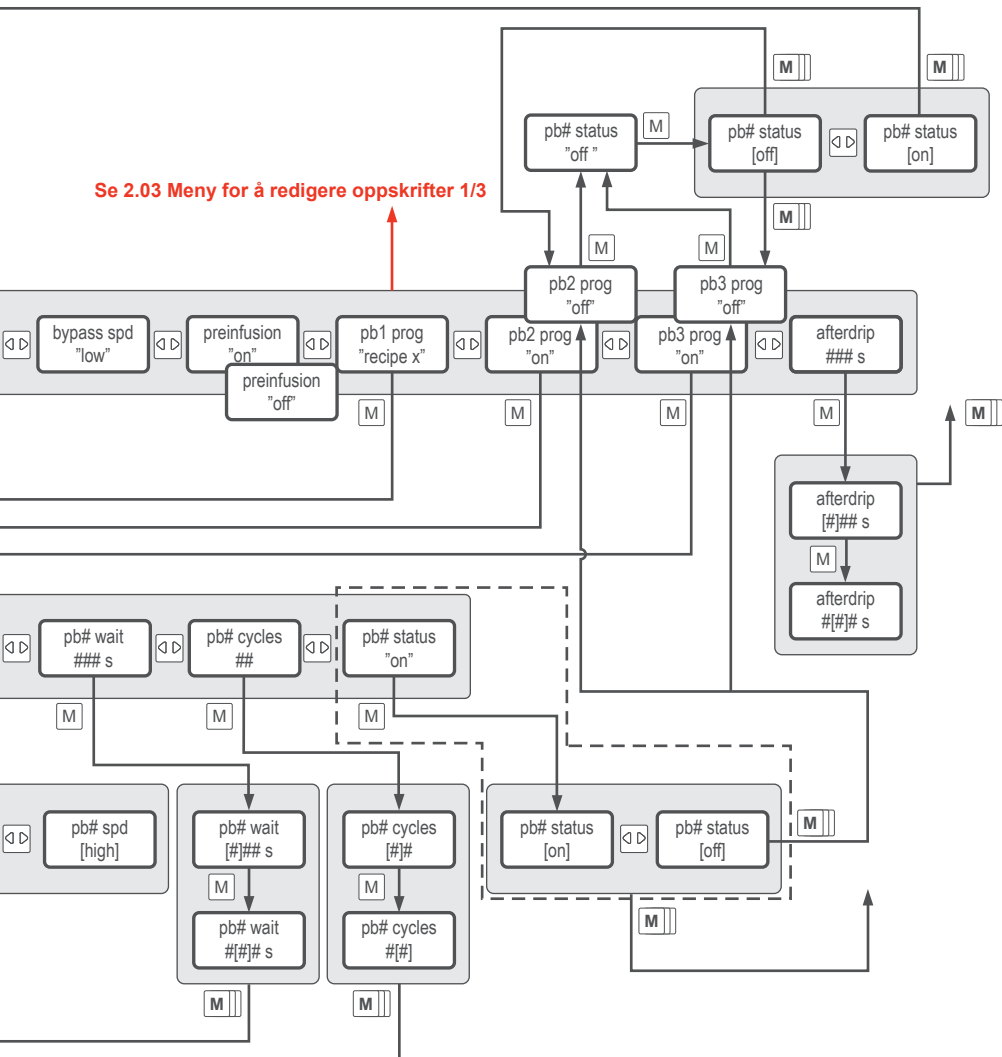 M
M
pb# status
"off "
M
pb# status
[off]
pb# status
[on]
Se 2.03 Meny for å redigere oppskrifter 1/3
M
M
M
pb2 prog
"off"
pb3 prog
"off"
bypass spd
"low"
preinfusion
"on"
pb1 prog
"recipe x"
pb2 prog
"on"
pb3 prog
"on"
afterdrip
### s
preinfusion
"off"
M
M
M
M
M
afterdrip
[#]## s
M
afterdrip
#[#]# s
pb# wait
### s
pb# cycles
##
pb# status
"on"
M
M
M
pb# spd
[high]
pb# wait
[#]## s
pb# cycles
[#]#
pb# status
[on]
pb# status
[off]
M
M
M
pb# wait
#[#]# s
pb# cycles
#[#]
M
M
M